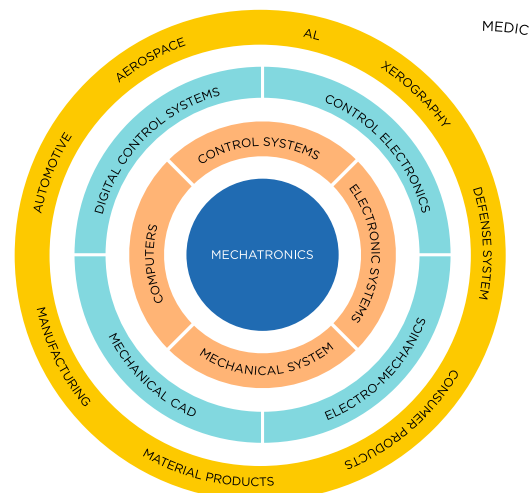 MEDIC
AL
AEROSPACE
XEROGRAPHY
AUTOMOTIVE
DEFENSE SYSTEM
MANUFACTURING
CONSUMER PRODUCTS
MATERIAL PRODUCTS
DIGITAL CONTROL SYSTEMS
CONTROL ELECTRONICS
MECHANICAL CAD
ELECTRO-MECHANICS
CONTROL SYSTEMS
COMPUTERS
ELECTRONIC SYSTEMS
MECHANICAL SYSTEM
MECHATRONICS